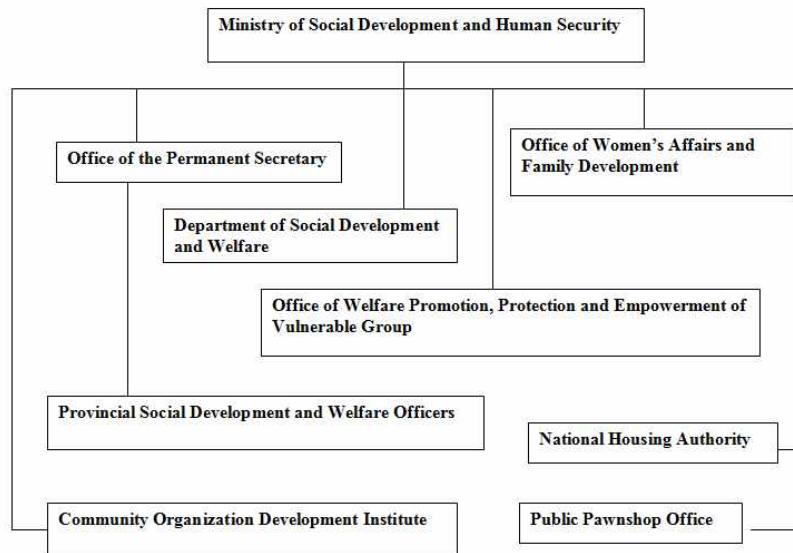 Ministry of Social Development and Human Security
Office of the Permanent Secretary
Office of Women's Affairs and
Family Development
Department of Social Development
and Welfare
Office of Welfare Promotion, Protection and Empowerment of
Vulnerable Group
Provincial Social Development and Welfare Officers
National Housing Authority
Community Organization Development Institute
Public Pawnshop Office